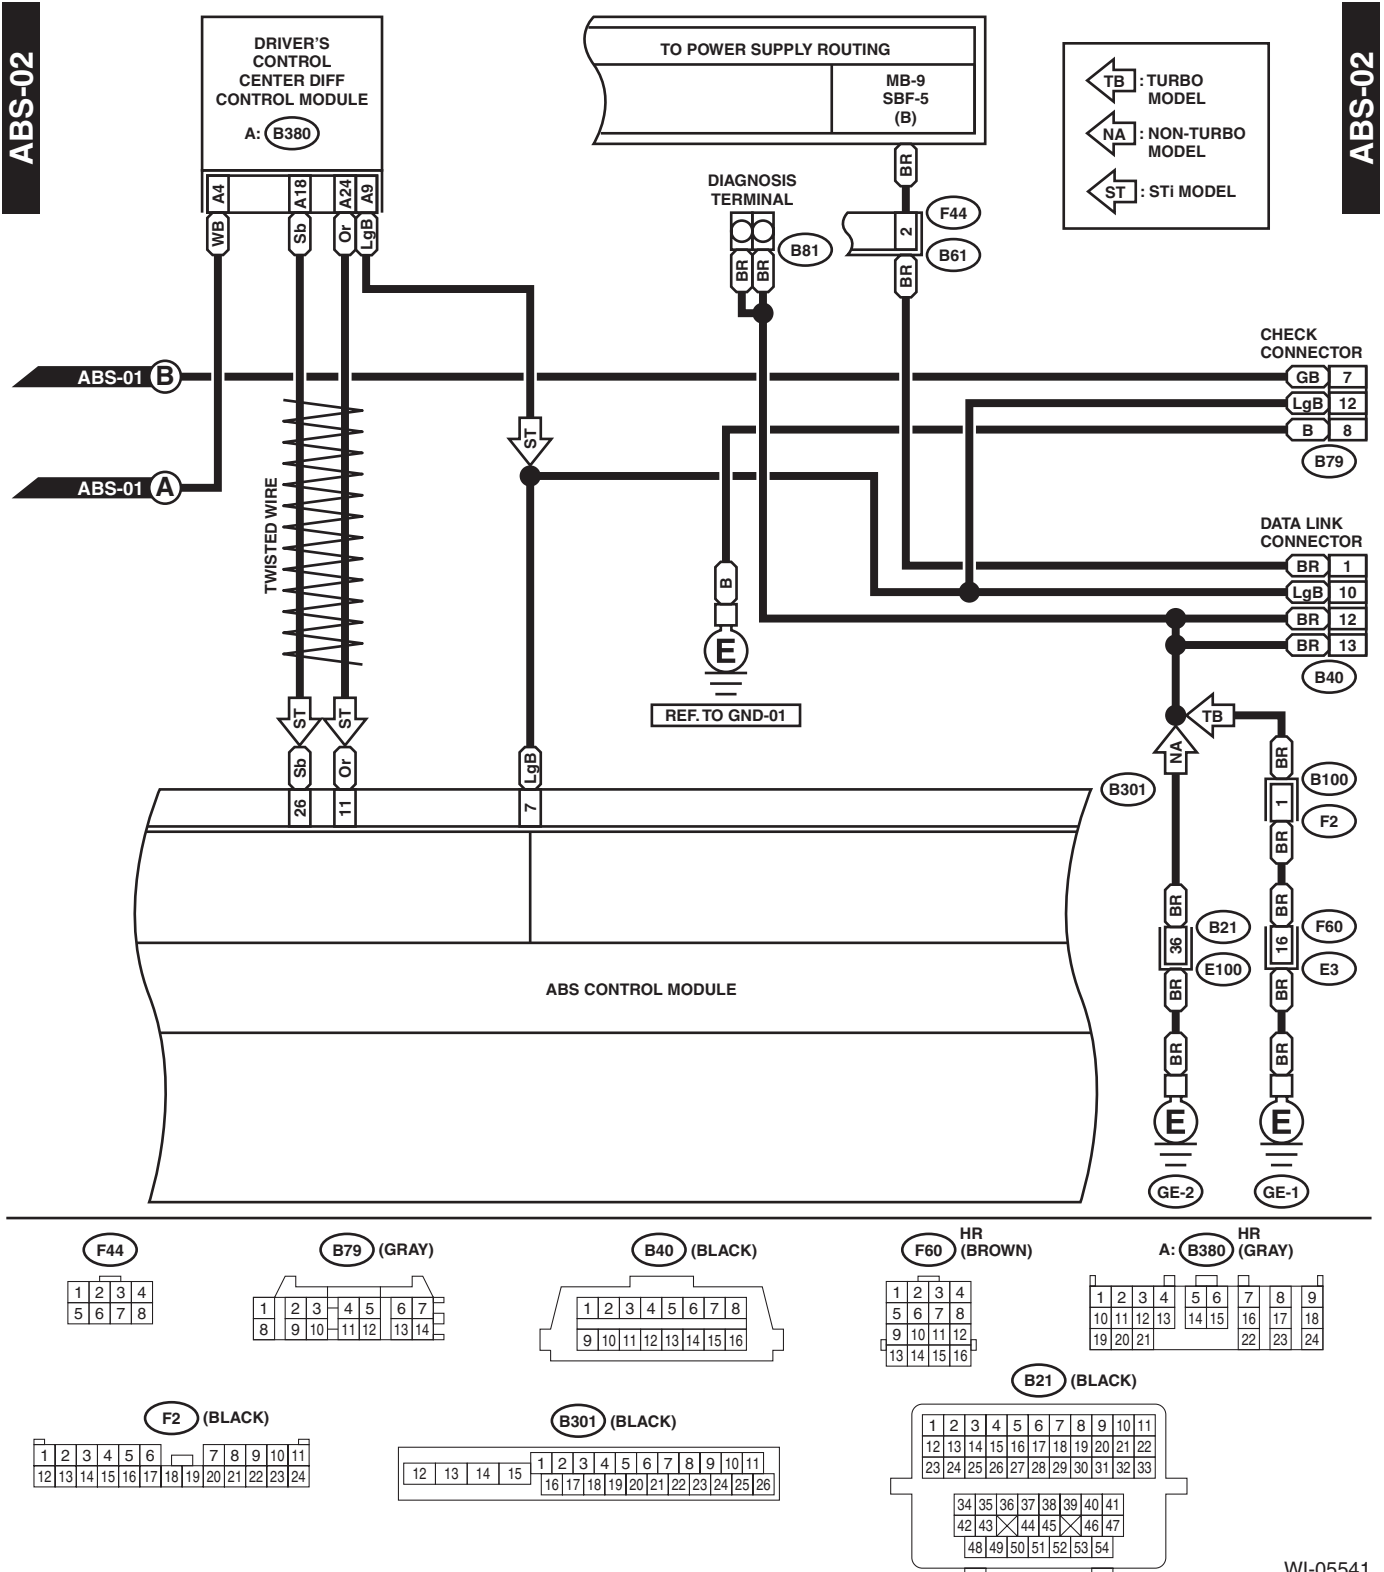 ABS-02
ABS-02
DRIVER'S
CONTROL
CENTER DIFF
CONTROL MODULE
A: B380
A4 A18 A24 A9
WB Sb Or LgB
TO POWER SUPPLY ROUTING
MB-9
SBF-5
(B)
BR
TB : TURBO
MODEL
NA : NON-TURBO
MODEL
ST : STi MODEL
DIAGNOSIS
TERMINAL
B81
BR BR
2
F44
B61
BR
CHECK
CONNECTOR
GB 7
LgB 12
B 8
B79
ABS-01 B
ABS-01 A
ST
TWISTED WIRE
DATA LINK
CONNECTOR
BR 1
LgB 10
BR 12
BR 13
B40
B
E
REF. TO GND-01
ST ST
Sb Or LgB
26 11 7
B301
TB
NA
BR
B100
1
F2
BR
BR BR
36 B21
E100
16 F60
E3
BR BR
BR BR
E E
GE-2 GE-1
ABS CONTROL MODULE
F44
1 2 3 4
5 6 7 8
B79 (GRAY)
1 2 3 4 5 6 7
8 9 10 11 12 13 14
B40 (BLACK)
1 2 3 4 5 6 7 8
9 10 11 12 13 14 15 16
F60 HR
(BROWN)
1 2 3 4
5 6 7 8
9 10 11 12
13 14 15 16
A: B380 HR
(GRAY)
1 2 3 4 5 6 7 8 9
10 11 12 13 14 15 16 17 18
19 20 21 22 23 24
F2 (BLACK)
1 2 3 4 5 6 7 8 9 10 11
12 13 14 15 16 17 18 19 20 21 22 23 24
B301 (BLACK)
12 13 14 15 1 2 3 4 5 6 7 8 9 10 11
16 17 18 19 20 21 22 23 24 25 26
B21 (BLACK)
1 2 3 4 5 6 7 8 9 10 11
12 13 14 15 16 17 18 19 20 21 22
23 24 25 26 27 28 29 30 31 32 33
34 35 36 37 38 39 40 41
42 43 44 45 46 47
48 49 50 51 52 53 54
WI-05541